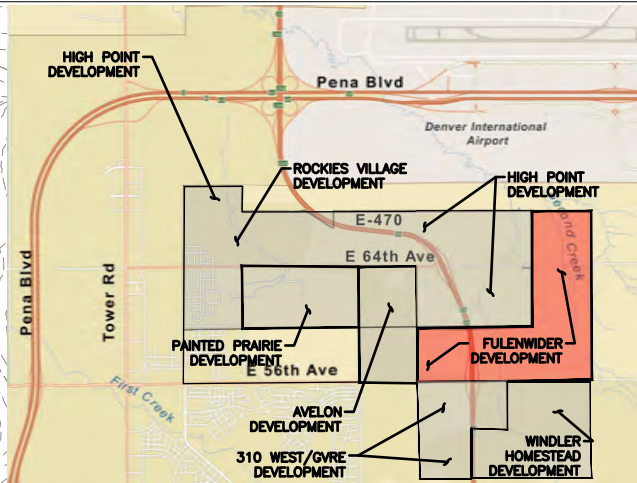 HIGH POINT
DEVELOPMENT
Pena Blvd
Denver International
Airport
ROCKIES VILLAGE
DEVELOPMENT
HIGH POINT
DEVELOPMENT
E-470
E 64th Ave
Second Creek
Pena Blvd
Tower Rd
PAINTED PRAIRIE
DEVELOPMENT
FULENWIDER
DEVELOPMENT
E 56th Ave
First Creek
AVELON
DEVELOPMENT
310 WEST/GVRE
DEVELOPMENT
WINDLER
HOMESTEAD
DEVELOPMENT